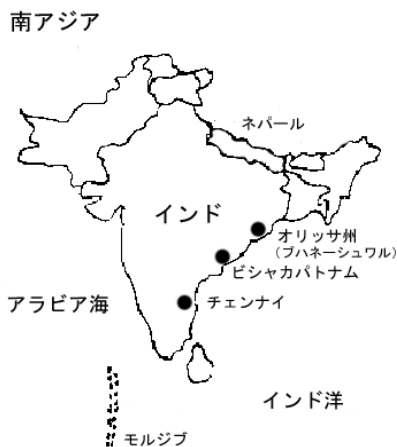 南アジア
ネパール
インド
オリッサ州
（ブハネーシュワル）
ビシャカパトナム
チェンナイ
アラビア海
インド洋
モルジブ